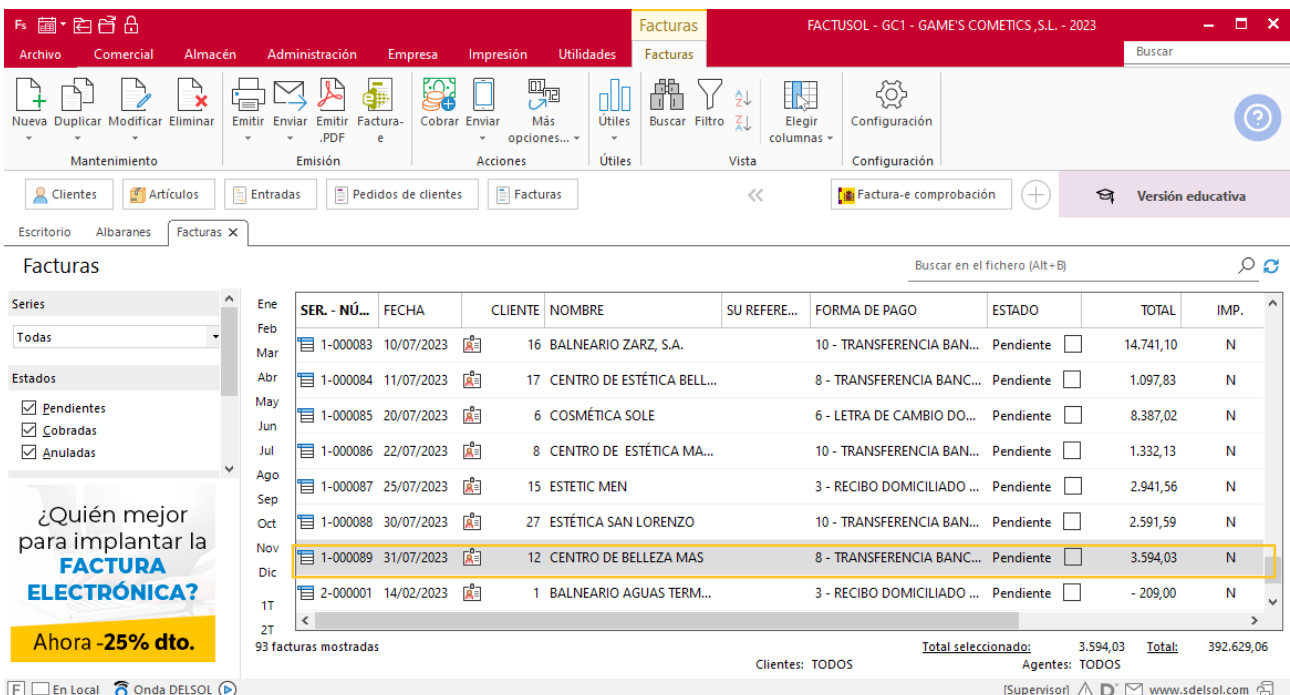 Fs
Facturas
FACTUSOL - GC1 - GAME'S COMETICS ,S.L. - 2023
Archivo Comercial Almacén Administración Empresa Impresión Utilidades Facturas
Buscar
Nueva Duplicar Modificar Eliminar Emitir Enviar Emitir .PDF Factura-e Cobrar Enviar Más opciones... Útiles Buscar Filtro Elegir columnas Configuración
Mantenimiento Emisión Acciones Útiles Vista Configuración
Clientes Artículos Entradas Pedidos de clientes Facturas Factura-e comprobación Versión educativa
Escritorio Albaranes Facturas
Facturas
Buscar en el fichero (Alt+B)
Series
Todas
Estados
Pendientes
Cobradas
Anuladas
¿Quién mejor
para implantar la
FACTURA
ELECTRÓNICA?
Ahora -25% dto.
Ene
Feb
Mar
Abr
May
Jun
Jul
Ago
Sep
Oct
Nov
Dic
1T
2T
SER. - NÚ... FECHA CLIENTE NOMBRE SU REFERE... FORMA DE PAGO ESTADO TOTAL IMP.
1-000083 10/07/2023 16 BALNEARIO ZARZ, S.A. 10 - TRANSFERENCIA BAN... Pendiente 14.741,10 N
1-000084 11/07/2023 17 CENTRO DE ESTÉTICA BELL... 8 - TRANSFERENCIA BANC... Pendiente 1.097,83 N
1-000085 20/07/2023 6 COSMÉTICA SOLE 6 - LETRA DE CAMBIO DO... Pendiente 8.387,02 N
1-000086 22/07/2023 8 CENTRO DE ESTÉTICA MA... 10 - TRANSFERENCIA BAN... Pendiente 1.332,13 N
1-000087 25/07/2023 15 ESTETIC MEN 3 - RECIBO DOMICILIADO ... Pendiente 2.941,56 N
1-000088 30/07/2023 27 ESTÉTICA SAN LORENZO 10 - TRANSFERENCIA BAN... Pendiente 2.591,59 N
1-000089 31/07/2023 12 CENTRO DE BELLEZA MAS 8 - TRANSFERENCIA BANC... Pendiente 3.594,03 N
2-000001 14/02/2023 1 BALNEARIO AGUAS TERM... 3 - RECIBO DOMICILIADO ... Pendiente - 209,00 N
93 facturas mostradas Total seleccionado: 3.594,03 Total: 392.629,06
Clientes: TODOS Agentes: TODOS
F En Local Onda DELSOL [Supervisor] D www.sdelsol.com